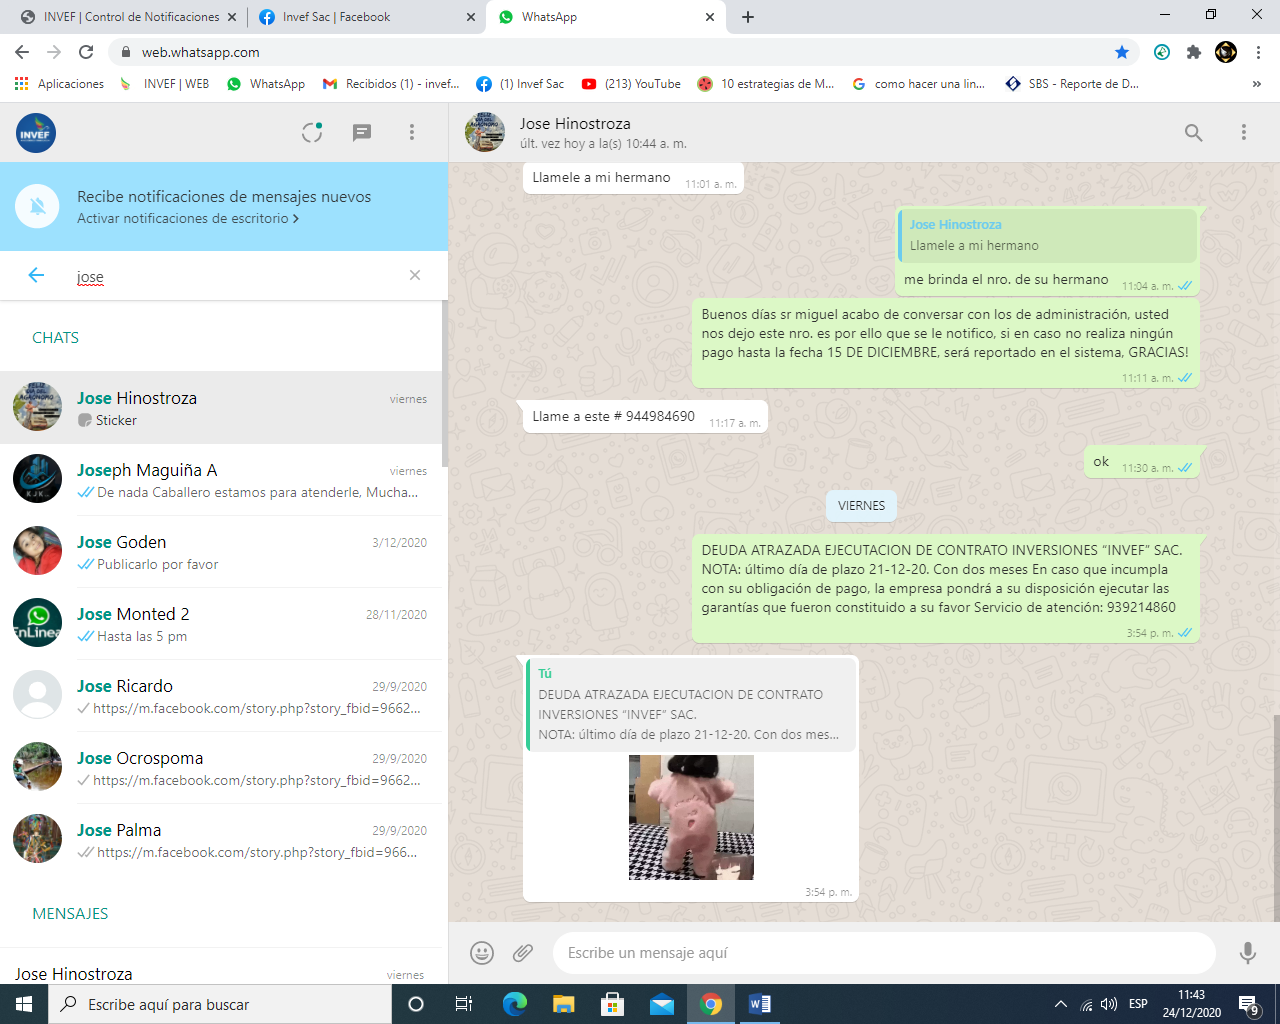 INVEF | Control de Notificaciones
Invef Sac | Facebook
WhatsApp
web.whatsapp.com
Aplicaciones
INVEF | WEB
WhatsApp
Recibidos (1) - invef...
(1) Invef Sac
(213) YouTube
10 estrategias de M...
como hacer una lin...
SBS - Reporte de D...
»
INVEF
Recibe notificaciones de mensajes nuevos
Activar notificaciones de escritorio >
jose
CHATS
Jose Hinostroza
viernes
Sticker
Joseph Maguiña A
viernes
De nada Caballero estamos para atenderle, Mucha...
KJK
Jose Goden
3/12/2020
Publicarlo por favor
Jose Monted 2
28/11/2020
Hasta las 5 pm
EnLinea
Jose Ricardo
29/9/2020
https://m.facebook.com/story.php?story_fbid=9662...
Jose Ocrospoma
29/9/2020
https://m.facebook.com/story.php?story_fbid=9662...
Jose Palma
29/9/2020
https://m.facebook.com/story.php?story_fbid=966...
MENSAJES
Jose Hinostroza
viernes
Jose Hinostroza
últ. vez hoy a la(s) 10:44 a. m.
Llamele a mi hermano
11:01 a. m.
Jose Hinostroza
Llamele a mi hermano
me brinda el nro. de su hermano
11:04 a. m.
Buenos días sr miguel acabo de conversar con los de administración, usted
nos dejo este nro. es por ello que se le notifico, si en caso no realiza ningún
pago hasta la fecha 15 DE DICIEMBRE, será reportado en el sistema, GRACIAS!
11:11 a. m.
Llame a este # 944984690
11:17 a. m.
ok
11:30 a. m.
VIERNES
DEUDA ATRAZADA EJECUTACION DE CONTRATO INVERSIONES “INVEF” SAC.
NOTA: último día de plazo 21-12-20. Con dos meses En caso que incumpla
con su obligación de pago, la empresa pondrá a su disposición ejecutar las
garantías que fueron constituido a su favor Servicio de atención: 939214860
3:54 p. m.
Tú
DEUDA ATRAZADA EJECUTACION DE CONTRATO
INVERSIONES “INVEF” SAC.
NOTA: último día de plazo 21-12-20. Con dos mes...
3:54 p. m.
Escribe un mensaje aquí
Escribe aquí para buscar
ESP
11:43
24/12/2020
9